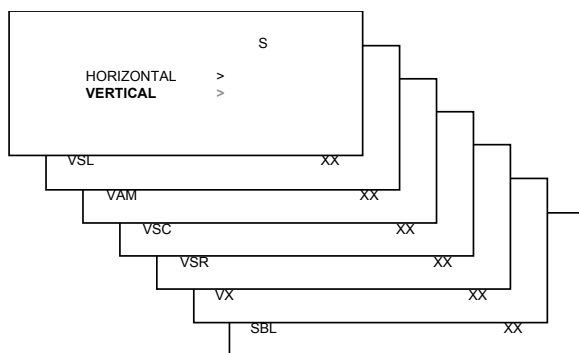 S
HORIZONTAL >
VERTICAL >
VSL XX
VAM XX
VSC XX
VSR XX
VX XX
SBL XX